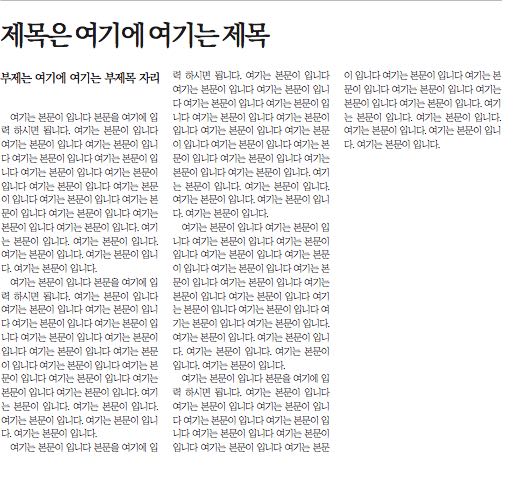 제목은 여기에 여기는 제목
부제는 여기에 여기는 부제목 자리
여기는 본문이 입니다 본문을 여기에 입
력 하시면 됩니다. 여기는 본문이 입니다
여기는 본문이 입니다 여기는 본문이 입니
다 여기는 본문이 입니다 여기는 본문이 입
니다 여기는 본문이 입니다 여기는 본문이
입니다 여기는 본문이 입니다 여기는 본문
이 입니다 여기는 본문이 입니다 여기는 본
문이 입니다 여기는 본문이 입니다 여기는
본문이 입니다 여기는 본문이 입니다. 여기
는 본문이 입니다. 여기는 본문이 입니다.
여기는 본문이 입니다. 여기는 본문이 입니
다. 여기는 본문이 입니다.
여기는 본문이 입니다 본문을 여기에 입
력 하시면 됩니다. 여기는 본문이 입니다
여기는 본문이 입니다 여기는 본문이 입니
다 여기는 본문이 입니다 여기는 본문이 입
니다 여기는 본문이 입니다 여기는 본문이
입니다 여기는 본문이 입니다 여기는 본문
이 입니다 여기는 본문이 입니다 여기는 본
문이 입니다 여기는 본문이 입니다 여기는
본문이 입니다 여기는 본문이 입니다. 여기
는 본문이 입니다. 여기는 본문이 입니다.
여기는 본문이 입니다. 여기는 본문이 입니
다. 여기는 본문이 입니다.
여기는 본문이 입니다 본문을 여기에 입
력 하시면 됩니다. 여기는 본문이 입니다
여기는 본문이 입니다 여기는 본문이 입니
다 여기는 본문이 입니다 여기는 본문이 입
니다 여기는 본문이 입니다 여기는 본문이
입니다 여기는 본문이 입니다 여기는 본문
이 입니다 여기는 본문이 입니다 여기는 본
문이 입니다 여기는 본문이 입니다 여기는
본문이 입니다 여기는 본문이 입니다. 여기
는 본문이 입니다. 여기는 본문이 입니다.
여기는 본문이 입니다. 여기는 본문이 입니
다. 여기는 본문이 입니다.
여기는 본문이 입니다 여기는 본문이 입
니다 여기는 본문이 입니다 여기는 본문이
입니다 여기는 본문이 입니다 여기는 본문
이 입니다 여기는 본문이 입니다 여기는 본
문이 입니다 여기는 본문이 입니다 여기는
본문이 입니다 여기는 본문이 입니다 여기
는 본문이 입니다 여기는 본문이 입니다 여
기는 본문이 입니다 여기는 본문이 입니다.
여기는 본문이 입니다. 여기는 본문이 입니
다. 여기는 본문이 입니다. 여기는 본문이
입니다. 여기는 본문이 입니다.
여기는 본문이 입니다 본문을 여기에 입
력 하시면 됩니다. 여기는 본문이 입니다
여기는 본문이 입니다 여기는 본문이 입니
다 여기는 본문이 입니다 여기는 본문이 입
니다 여기는 본문이 입니다 여기는 본문이
입니다 여기는 본문이 입니다 여기는 본문
이 입니다 여기는 본문이 입니다 여기는 본
문이 입니다 여기는 본문이 입니다 여기는
본문이 입니다 여기는 본문이 입니다. 여기
는 본문이 입니다. 여기는 본문이 입니다.
여기는 본문이 입니다. 여기는 본문이 입니
다. 여기는 본문이 입니다.